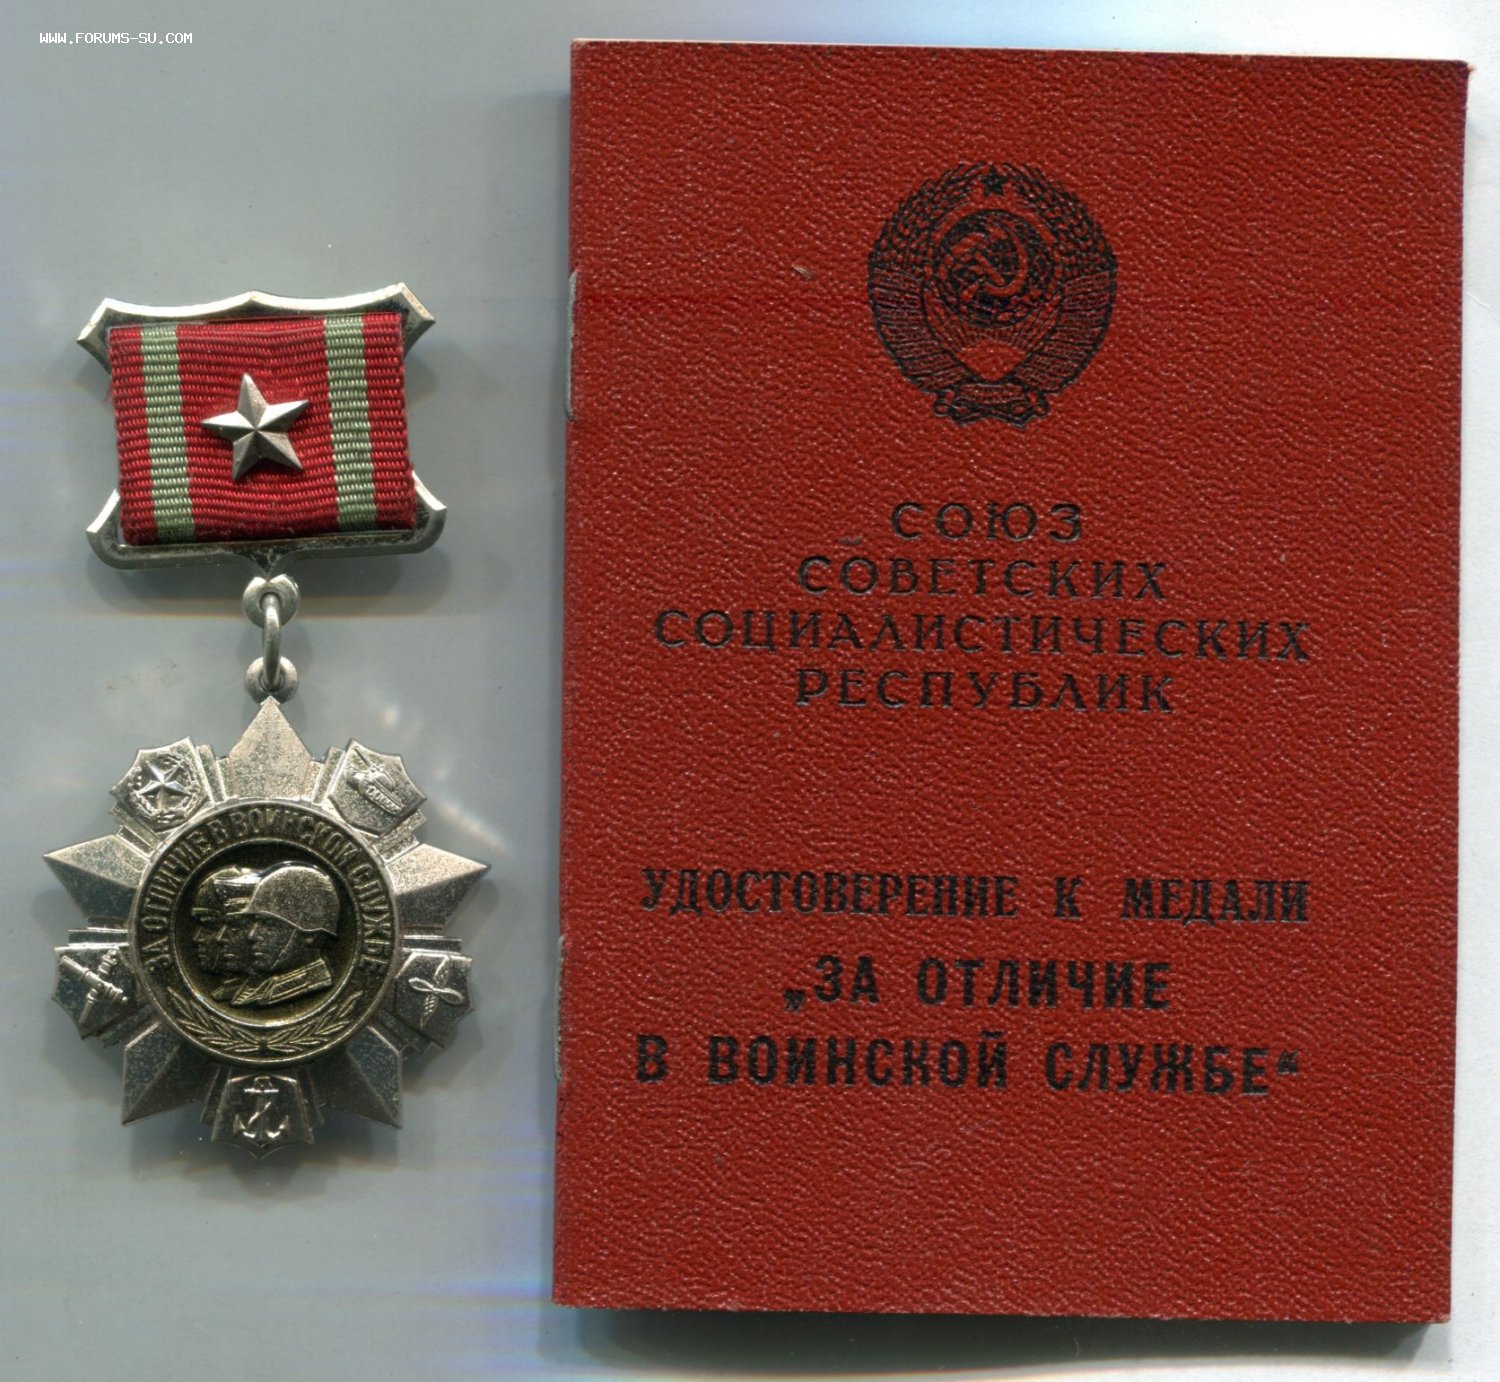 WWW.FORUMS-SU.COM
ЗА ОТЛИЧИЕ В ВОИНСКОЙ СЛУЖБЕ
СОЮЗ
СОВЕТСКИХ
СОЦИАЛИСТИЧЕСКИХ
РЕСПУБЛИК
УДОСТОВЕРЕНИЕ К МЕДАЛИ
„ЗА ОТЛИЧИЕ
В ВОИНСКОЙ СЛУЖБЕ“